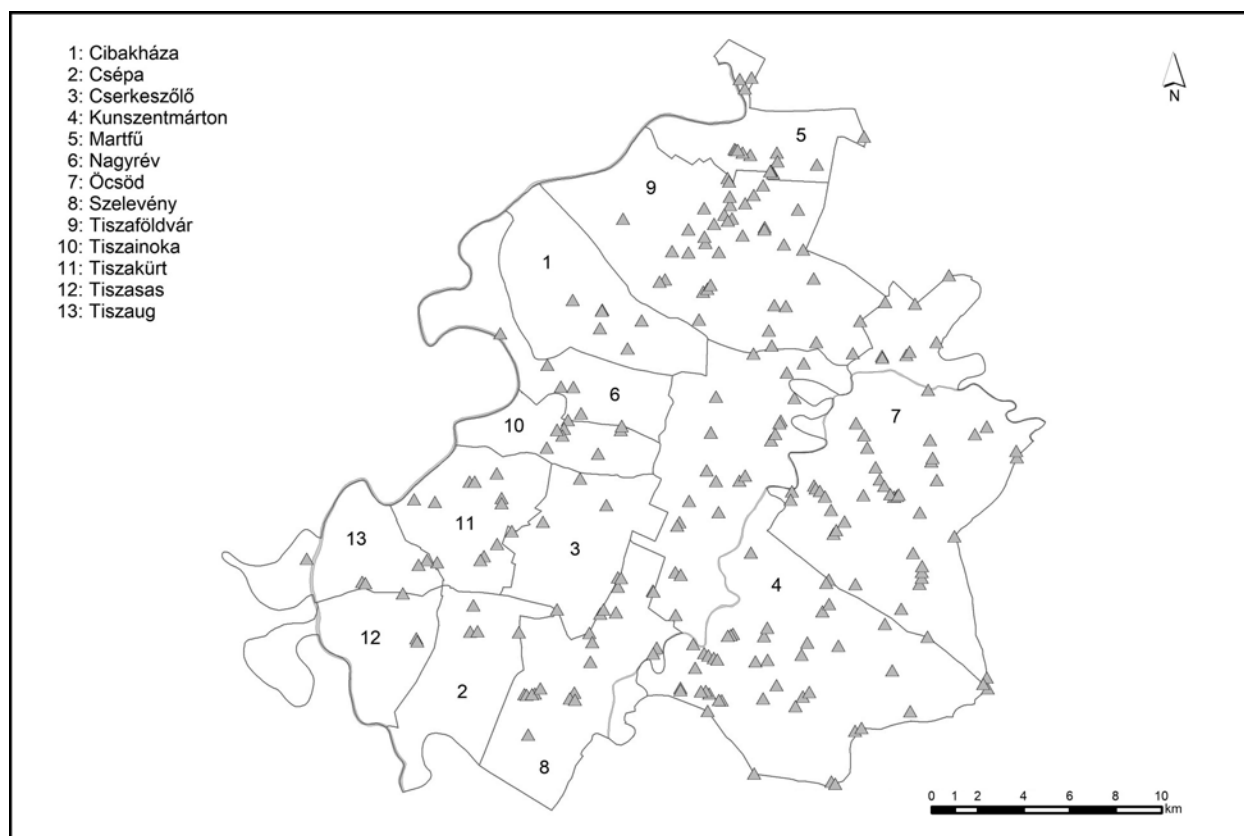 1: Cibakháza
2: Csépa
3: Cserkeszőlő
4: Kunszentmárton
5: Martfű
6: Nagyrév
7: Öcsöd
8: Szelevény
9: Tiszaföldvár
10: Tiszainoka
11: Tiszakürt
12: Tiszasas
13: Tiszaug
N
5
9
1
6
7
10
11
13
3
4
12
2
8
0 1 2 4 6 8 10
km